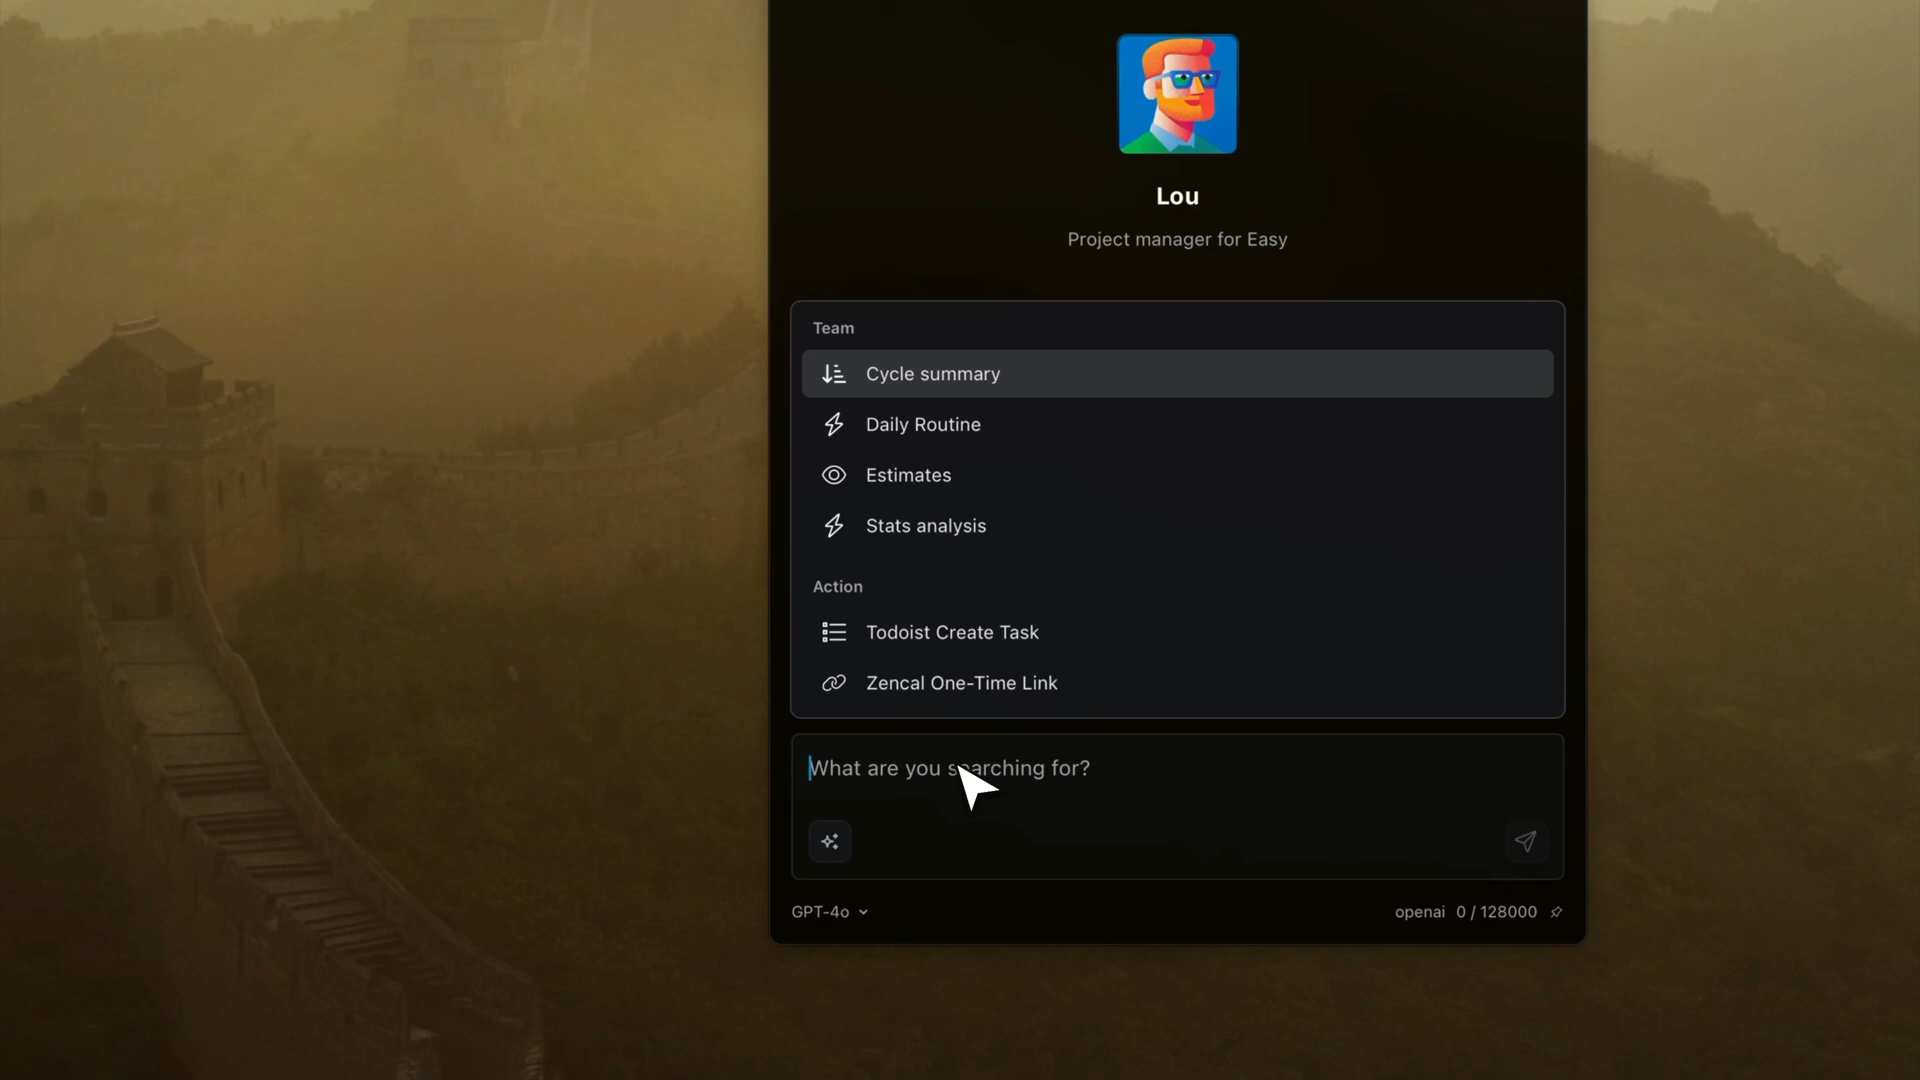 Lou
Project manager for Easy
Team
Cycle summary
Daily Routine
Estimates
Stats analysis
Action
Todoist Create Task
Zencal One-Time Link
What are you searching for?
GPT-4o
openai 0 / 128000